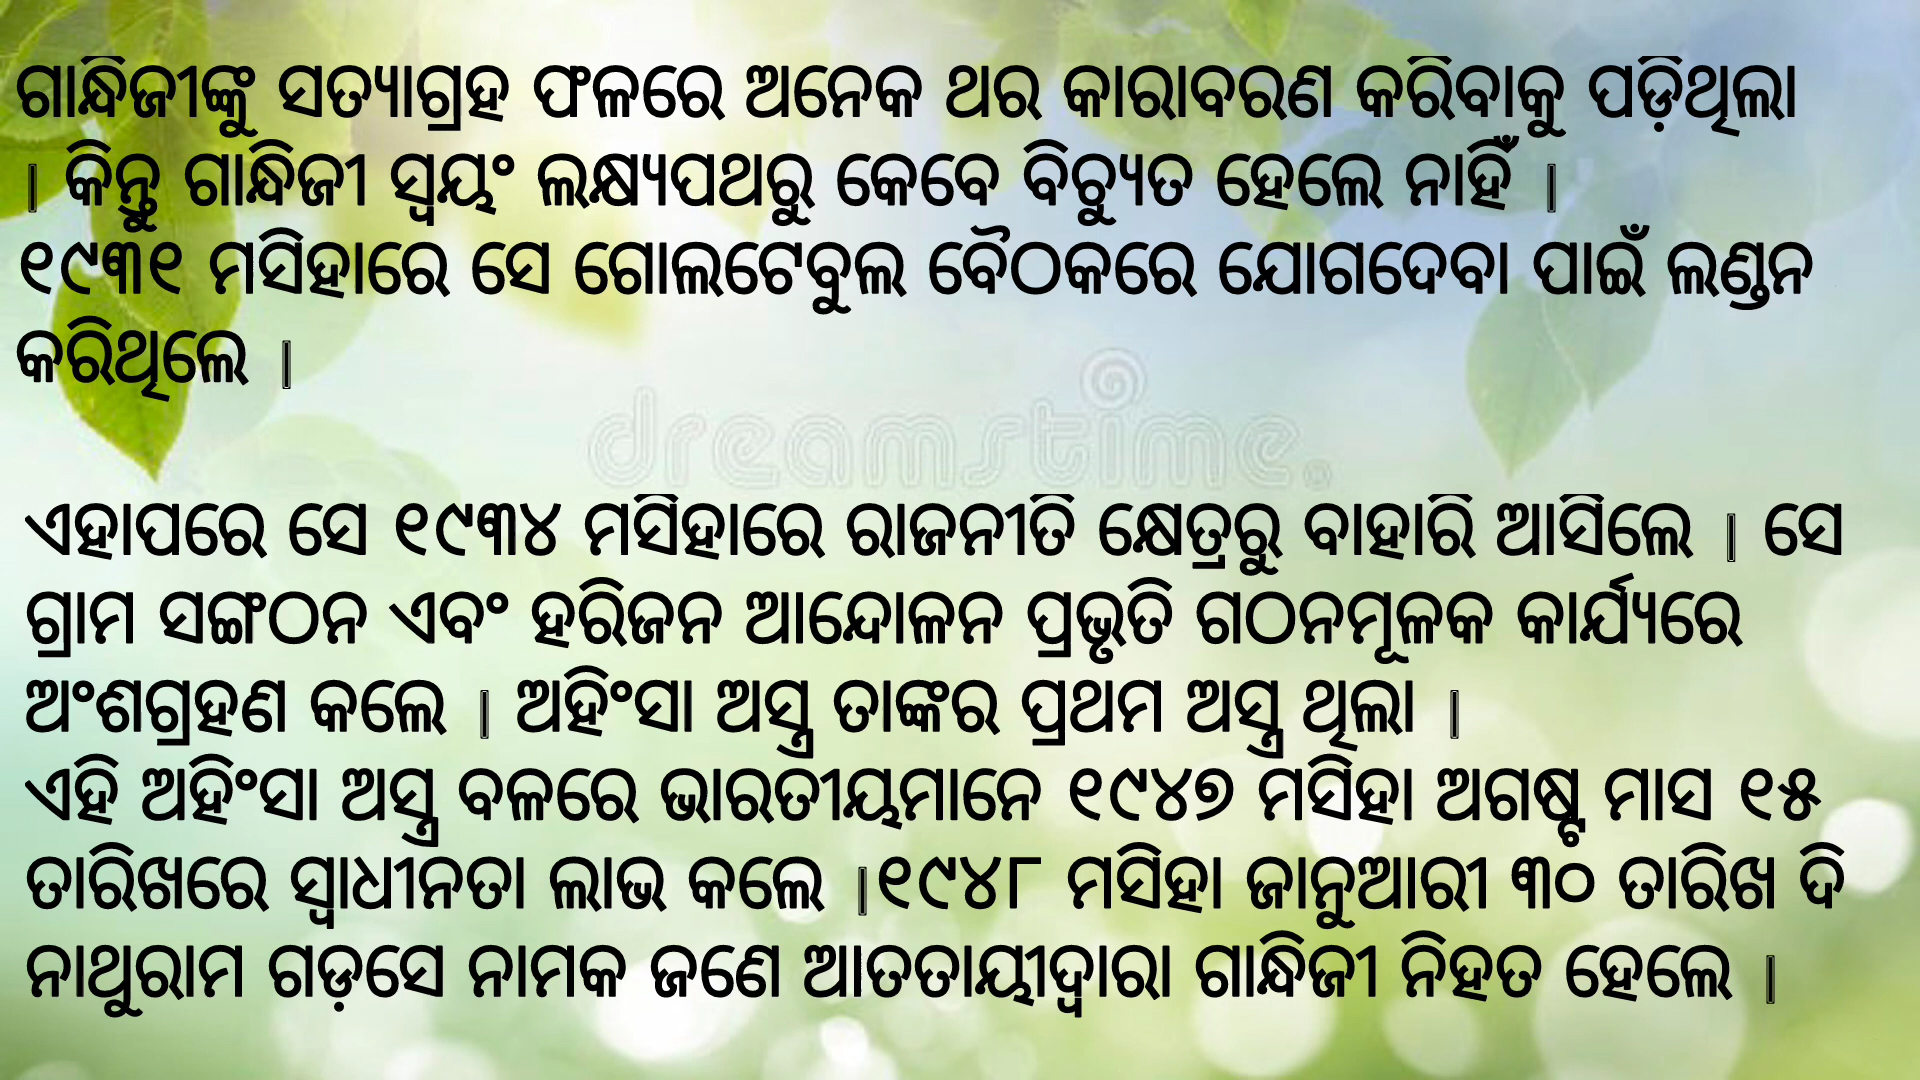 ଗାନ୍ଧିଜୀଙ୍କୁ ସତ୍ୟାଗ୍ରହ ଫଳରେ ଅନେକ ଥର କାରାବରଣ କରିବାକୁ ପଡ଼ିଥିଲା
। କିନ୍ତୁ ଗାନ୍ଧିଜୀ ସ୍ୱୟଂ ଲକ୍ଷ୍ୟପଥରୁ କେବେ ବିଚ୍ୟୁତ ହେଲେ ନାହିଁ ।
୧୯୩୧ ମସିହାରେ ସେ ଗୋଲଟେବୁଲ ବୈଠକରେ ଯୋଗଦେବା ପାଇଁ ଲଣ୍ଡନ
କରିଥିଲେ ।
dreamstime.
ଏହାପରେ ସେ ୧୯୩୪ ମସିହାରେ ରାଜନୀତି କ୍ଷେତ୍ରରୁ ବାହାରି ଆସିଲେ । ସେ
ଗ୍ରାମ ସଙ୍ଗଠନ ଏବଂ ହରିଜନ ଆନ୍ଦୋଳନ ପ୍ରଭୃତି ଗଠନମୂଳକ କାର୍ଯ୍ୟରେ
ଅଂଶଗ୍ରହଣ କଲେ । ଅହିଂସା ଅସ୍ତ୍ର ତାଙ୍କର ପ୍ରଥମ ଅସ୍ତ୍ର ଥିଲା ।
ଏହି ଅହିଂସା ଅସ୍ତ୍ର ବଳରେ ଭାରତୀୟମାନେ ୧୯୪୭ ମସିହା ଅଗଷ୍ଟ ମାସ ୧୫
ତାରିଖରେ ସ୍ୱାଧୀନତା ଲାଭ କଲେ ।୧୯୪୮ ମସିହା ଜାନୁଆରୀ ୩୦ ତାରିଖ ଦି
ନାଥୁରାମ ଗଡ଼ସେ ନାମକ ଜଣେ ଆତତାୟୀଦ୍ୱାରା ଗାନ୍ଧିଜୀ ନିହତ ହେଲେ ।